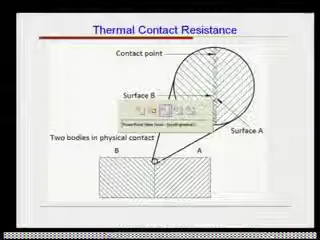 Thermal Contact Resistance
Contact point
Surface B
Surface A
Two bodies in physical contact
B
A